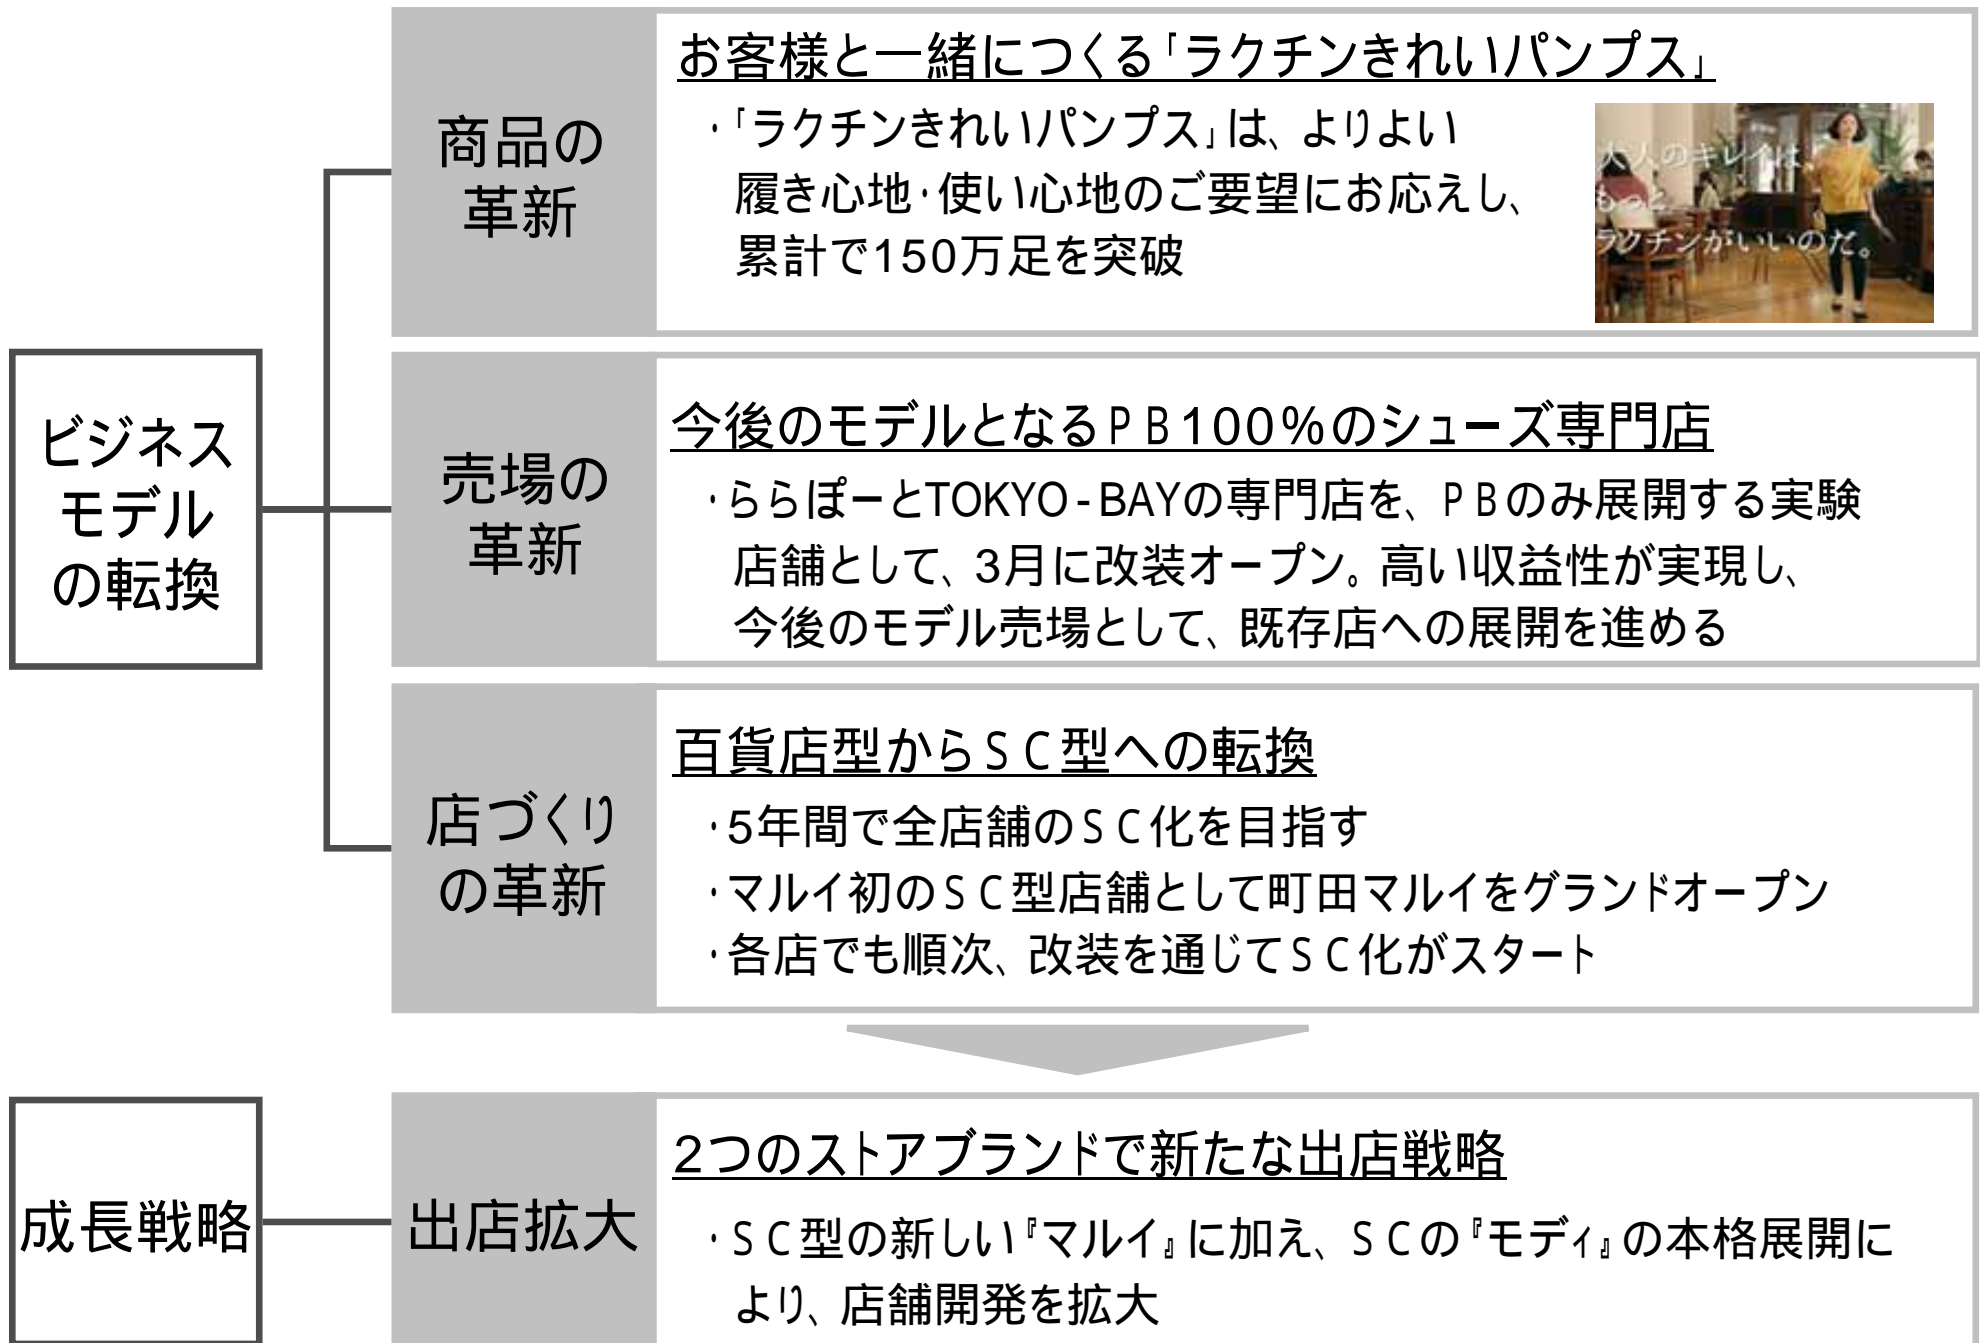 商品の
革新
お客様と一緒につくる「ラクチンきれいパンプス」
・「ラクチンきれいパンプス」は、よりよい
履き心地・使い心地のご要望にお応えし、
累計で150万足を突破
大人のキレイは、
もっと
ラクチンがいいのだ。
ビジネス
モデル
の転換
売場の
革新
今後のモデルとなるＰＢ100％のシューズ専門店
・ららぽーとTOKYO-BAYの専門店を、ＰＢのみ展開する実験
店舗として、3月に改装オープン。高い収益性が実現し、
今後のモデル売場として、既存店への展開を進める
店づくり
の革新
百貨店型からＳＣ型への転換
・5年間で全店舗のＳＣ化を目指す
・マルイ初のＳＣ型店舗として町田マルイをグランドオープン
・各店でも順次、改装を通じてＳＣ化がスタート
成長戦略
出店拡大
2つのストアブランドで新たな出店戦略
・ＳＣ型の新しい『マルイ』に加え、ＳＣの『モディ』の本格展開に
より、店舗開発を拡大